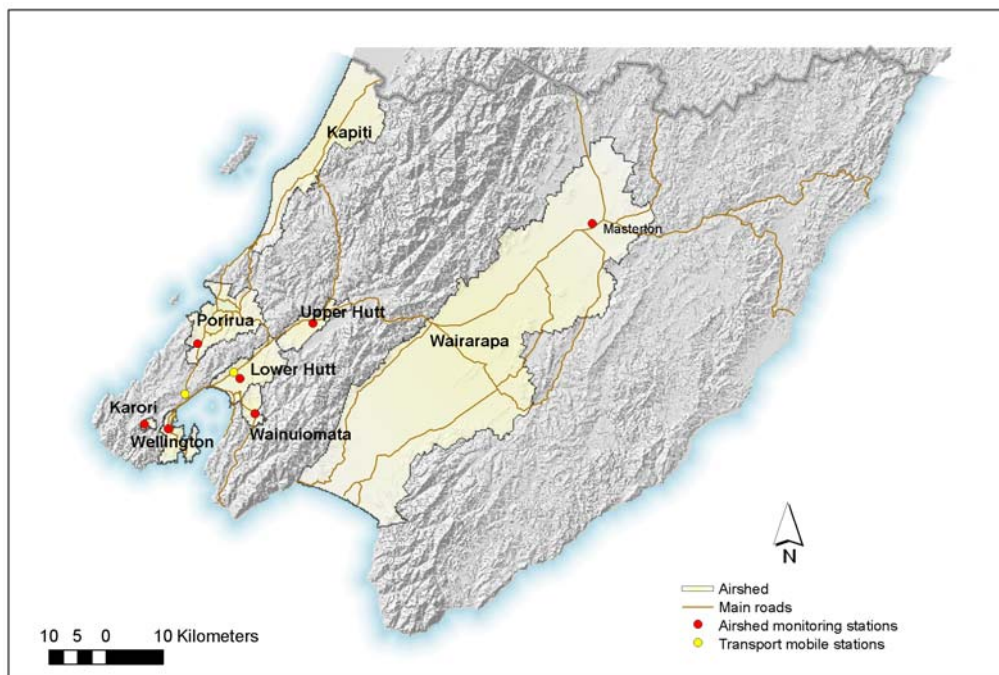 Kapiti
Masterton
Upper Hutt
Porirua
Wairarapa
Lower Hutt
Karori
Wainuiomata
Wellington
N
Airshed
Main roads
Airshed monitoring stations
Transport mobile stations
10 5 0 10 Kilometers